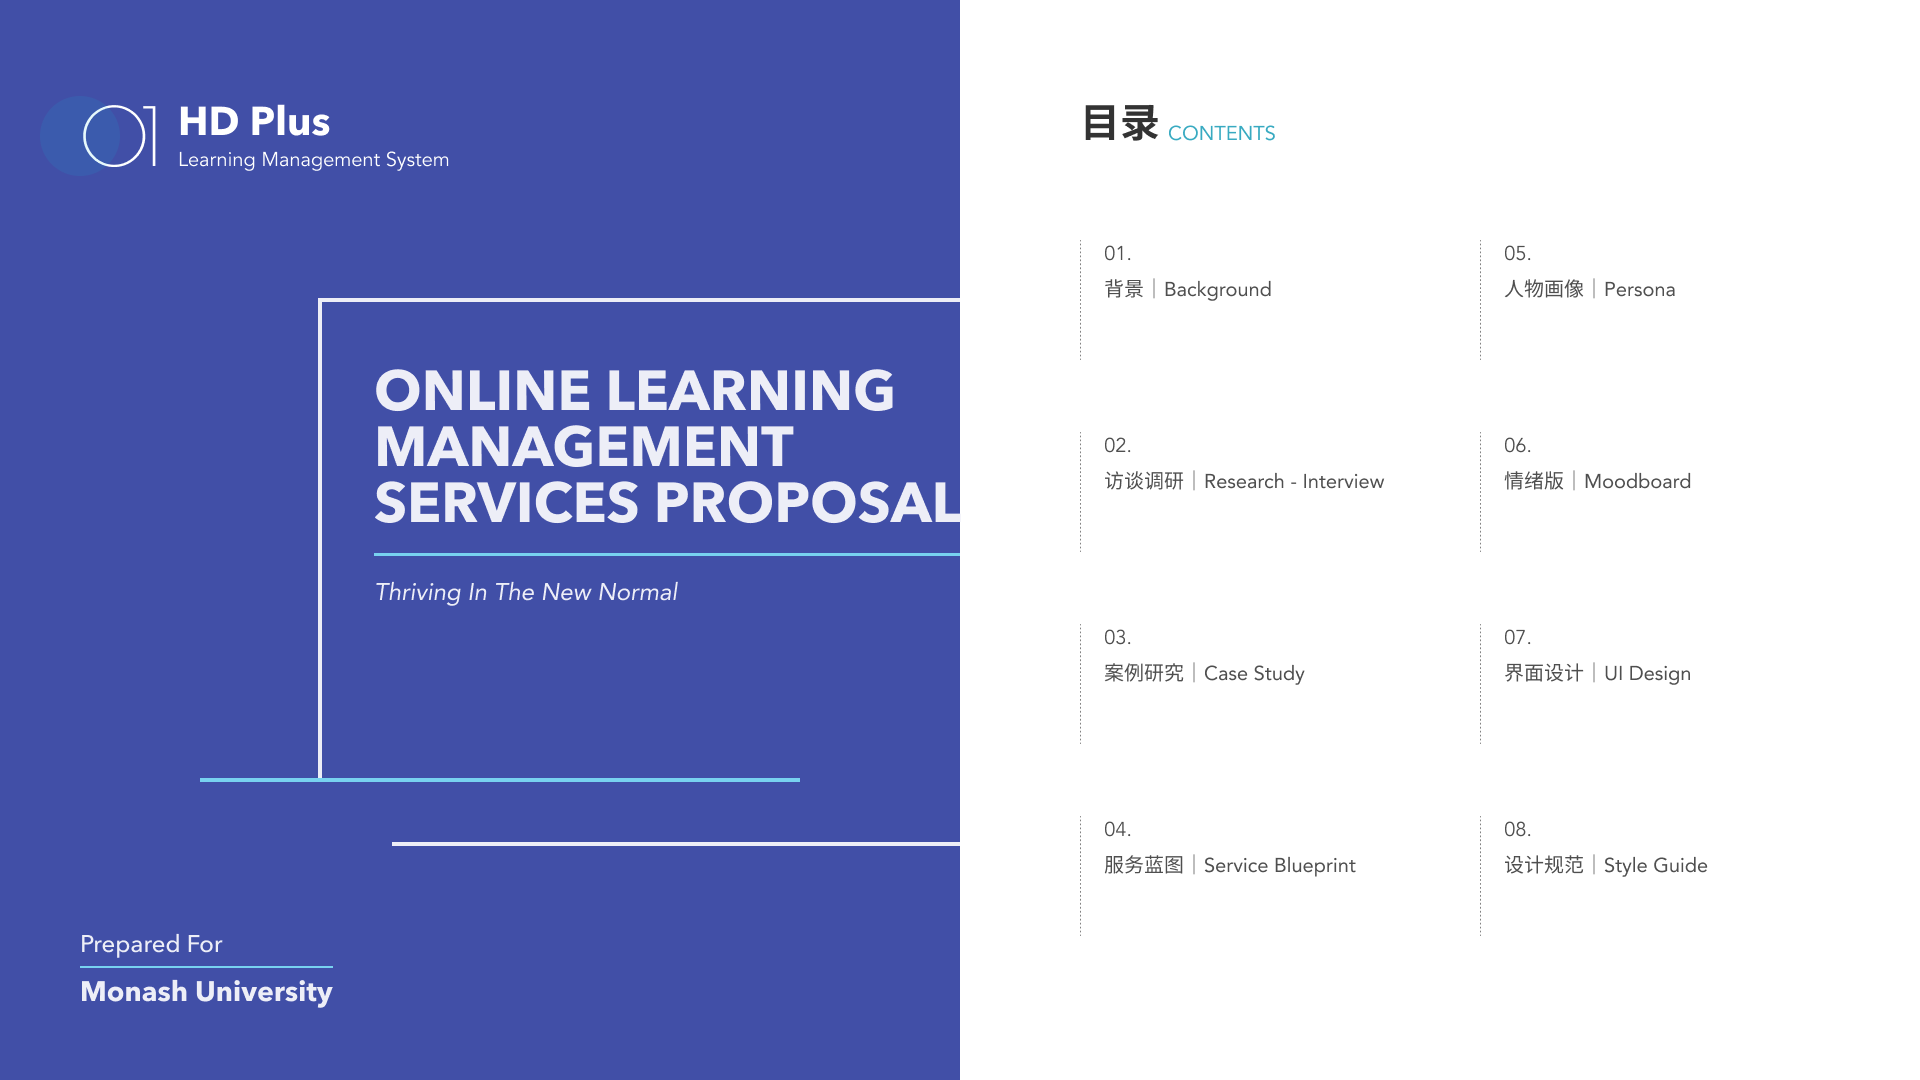 01
HD Plus
Learning Management System
ONLINE LEARNING
MANAGEMENT
SERVICES PROPOSAL
Thriving In The New Normal
Prepared For
Monash University
目录 CONTENTS
01.
背景｜Background
02.
访谈调研｜Research - Interview
03.
案例研究｜Case Study
04.
服务蓝图｜Service Blueprint
05.
人物画像｜Persona
06.
情绪版｜Moodboard
07.
界面设计｜UI Design
08.
设计规范｜Style Guide